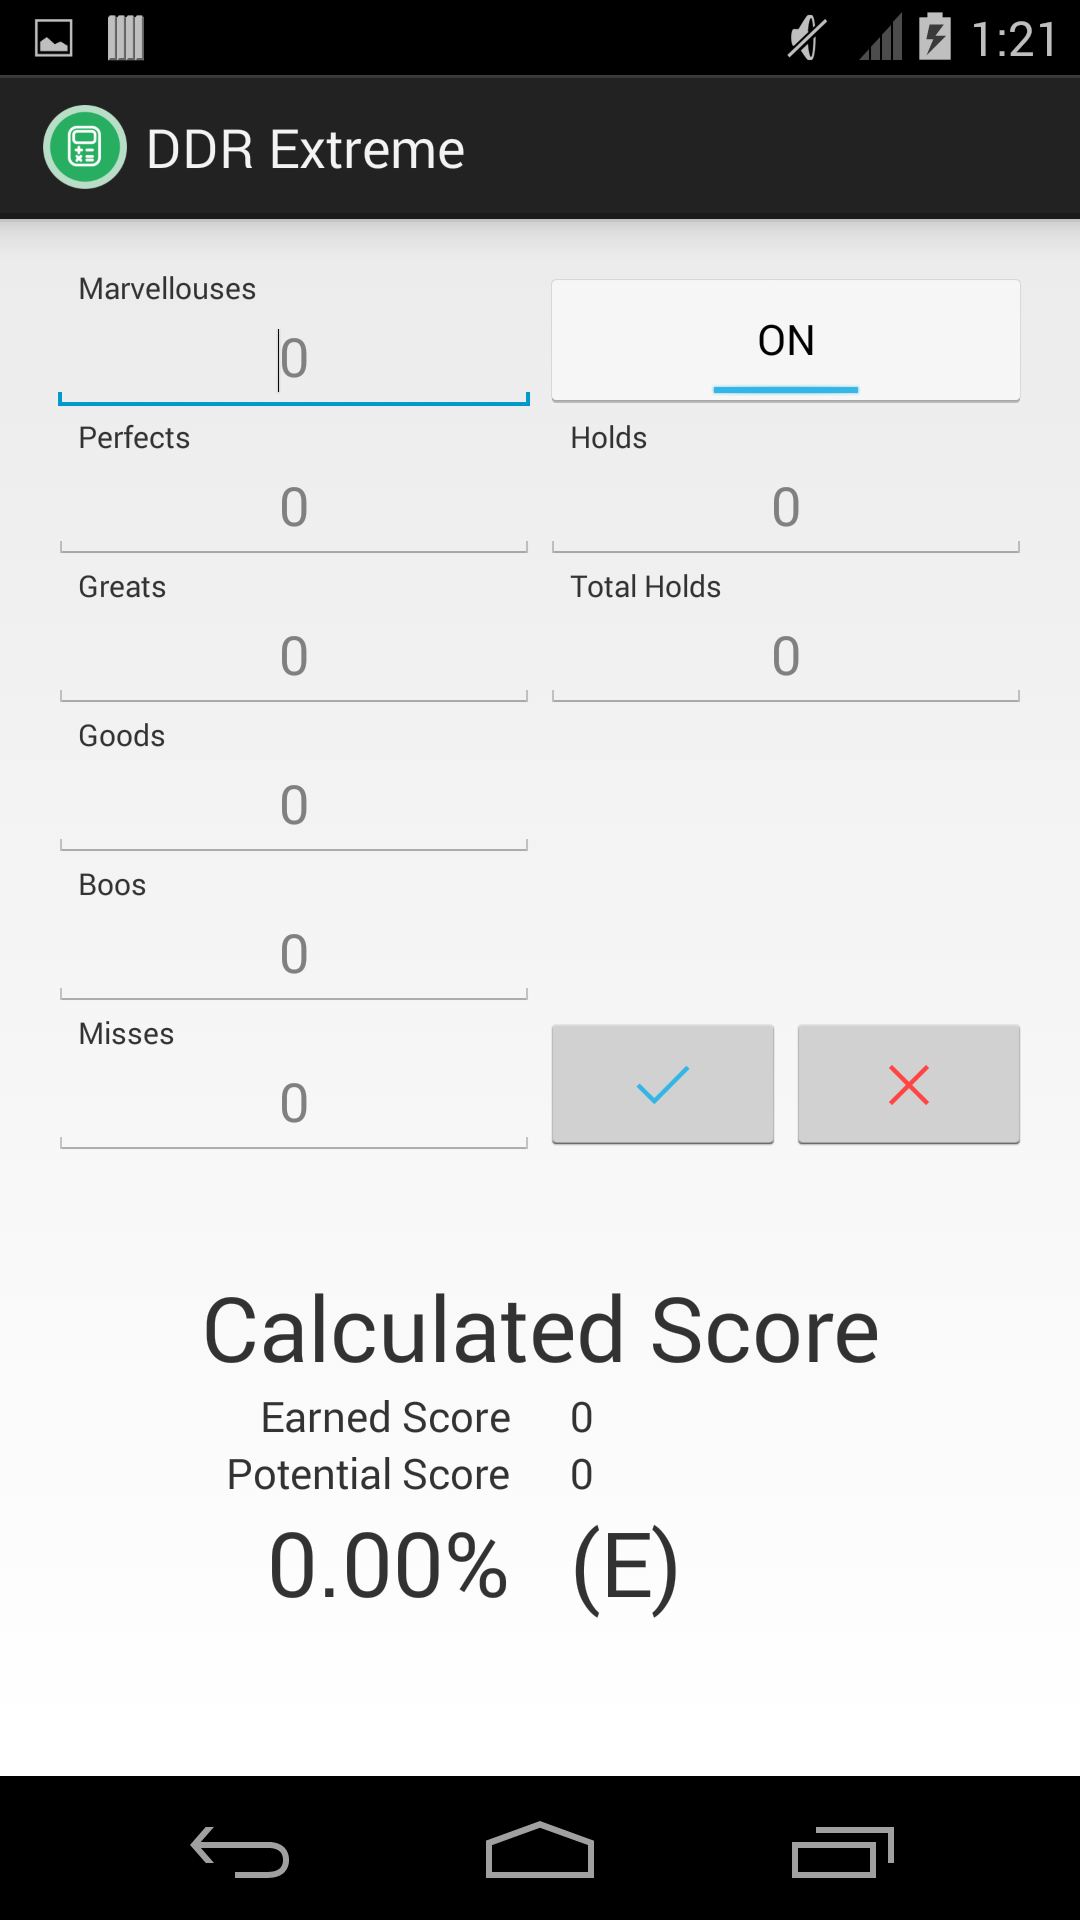 1:21
DDR Extreme
Marvellouses
0
ON
Perfects
0
Holds
0
Greats
0
Total Holds
0
Goods
0
Boos
0
Misses
0
Calculated Score
Earned Score 0
Potential Score 0
0.00% (E)